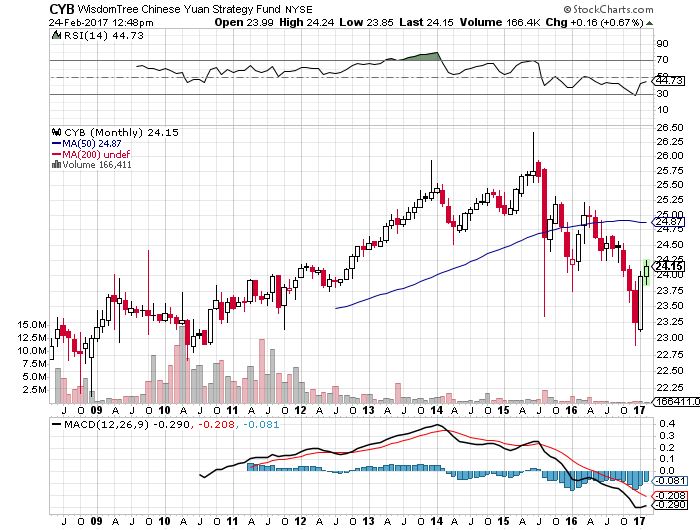 CYB WisdomTree Chinese Yuan Strategy Fund NYSE © StockCharts.com
24-Feb-2017 12:48pm Open 23.99 High 24.24 Low 23.85 Last 24.15 Volume 166.4K Chg +0.16 (+0.67%)
RSI(14) 44.73
90
70
50
44.73
30
10
CYB (Monthly) 24.15
MA(50) 24.87
MA(200) undef
Volume 166,411
26.50
26.25
26.00
25.75
25.50
25.25
25.00
24.87
24.75
24.50
24.25
24.15
24.00
23.75
23.50
23.25
23.00
22.75
22.50
22.25
15.0M
12.5M
10.0M
7.5M
5.0M
2.5M
166411.0
J O 09 A J O 10 A J O 11 A J O 12 A J O 13 A J O 14 A J O 15 A J O 16 A J O 17
MACD(12,26,9) -0.290, -0.208, -0.081
0.4
0.3
0.2
0.1
0.0
-0.081
-0.208
-0.290
J O 09 A J O 10 A J O 11 A J O 12 A J O 13 A J O 14 A J O 15 A J O 16 A J O 17